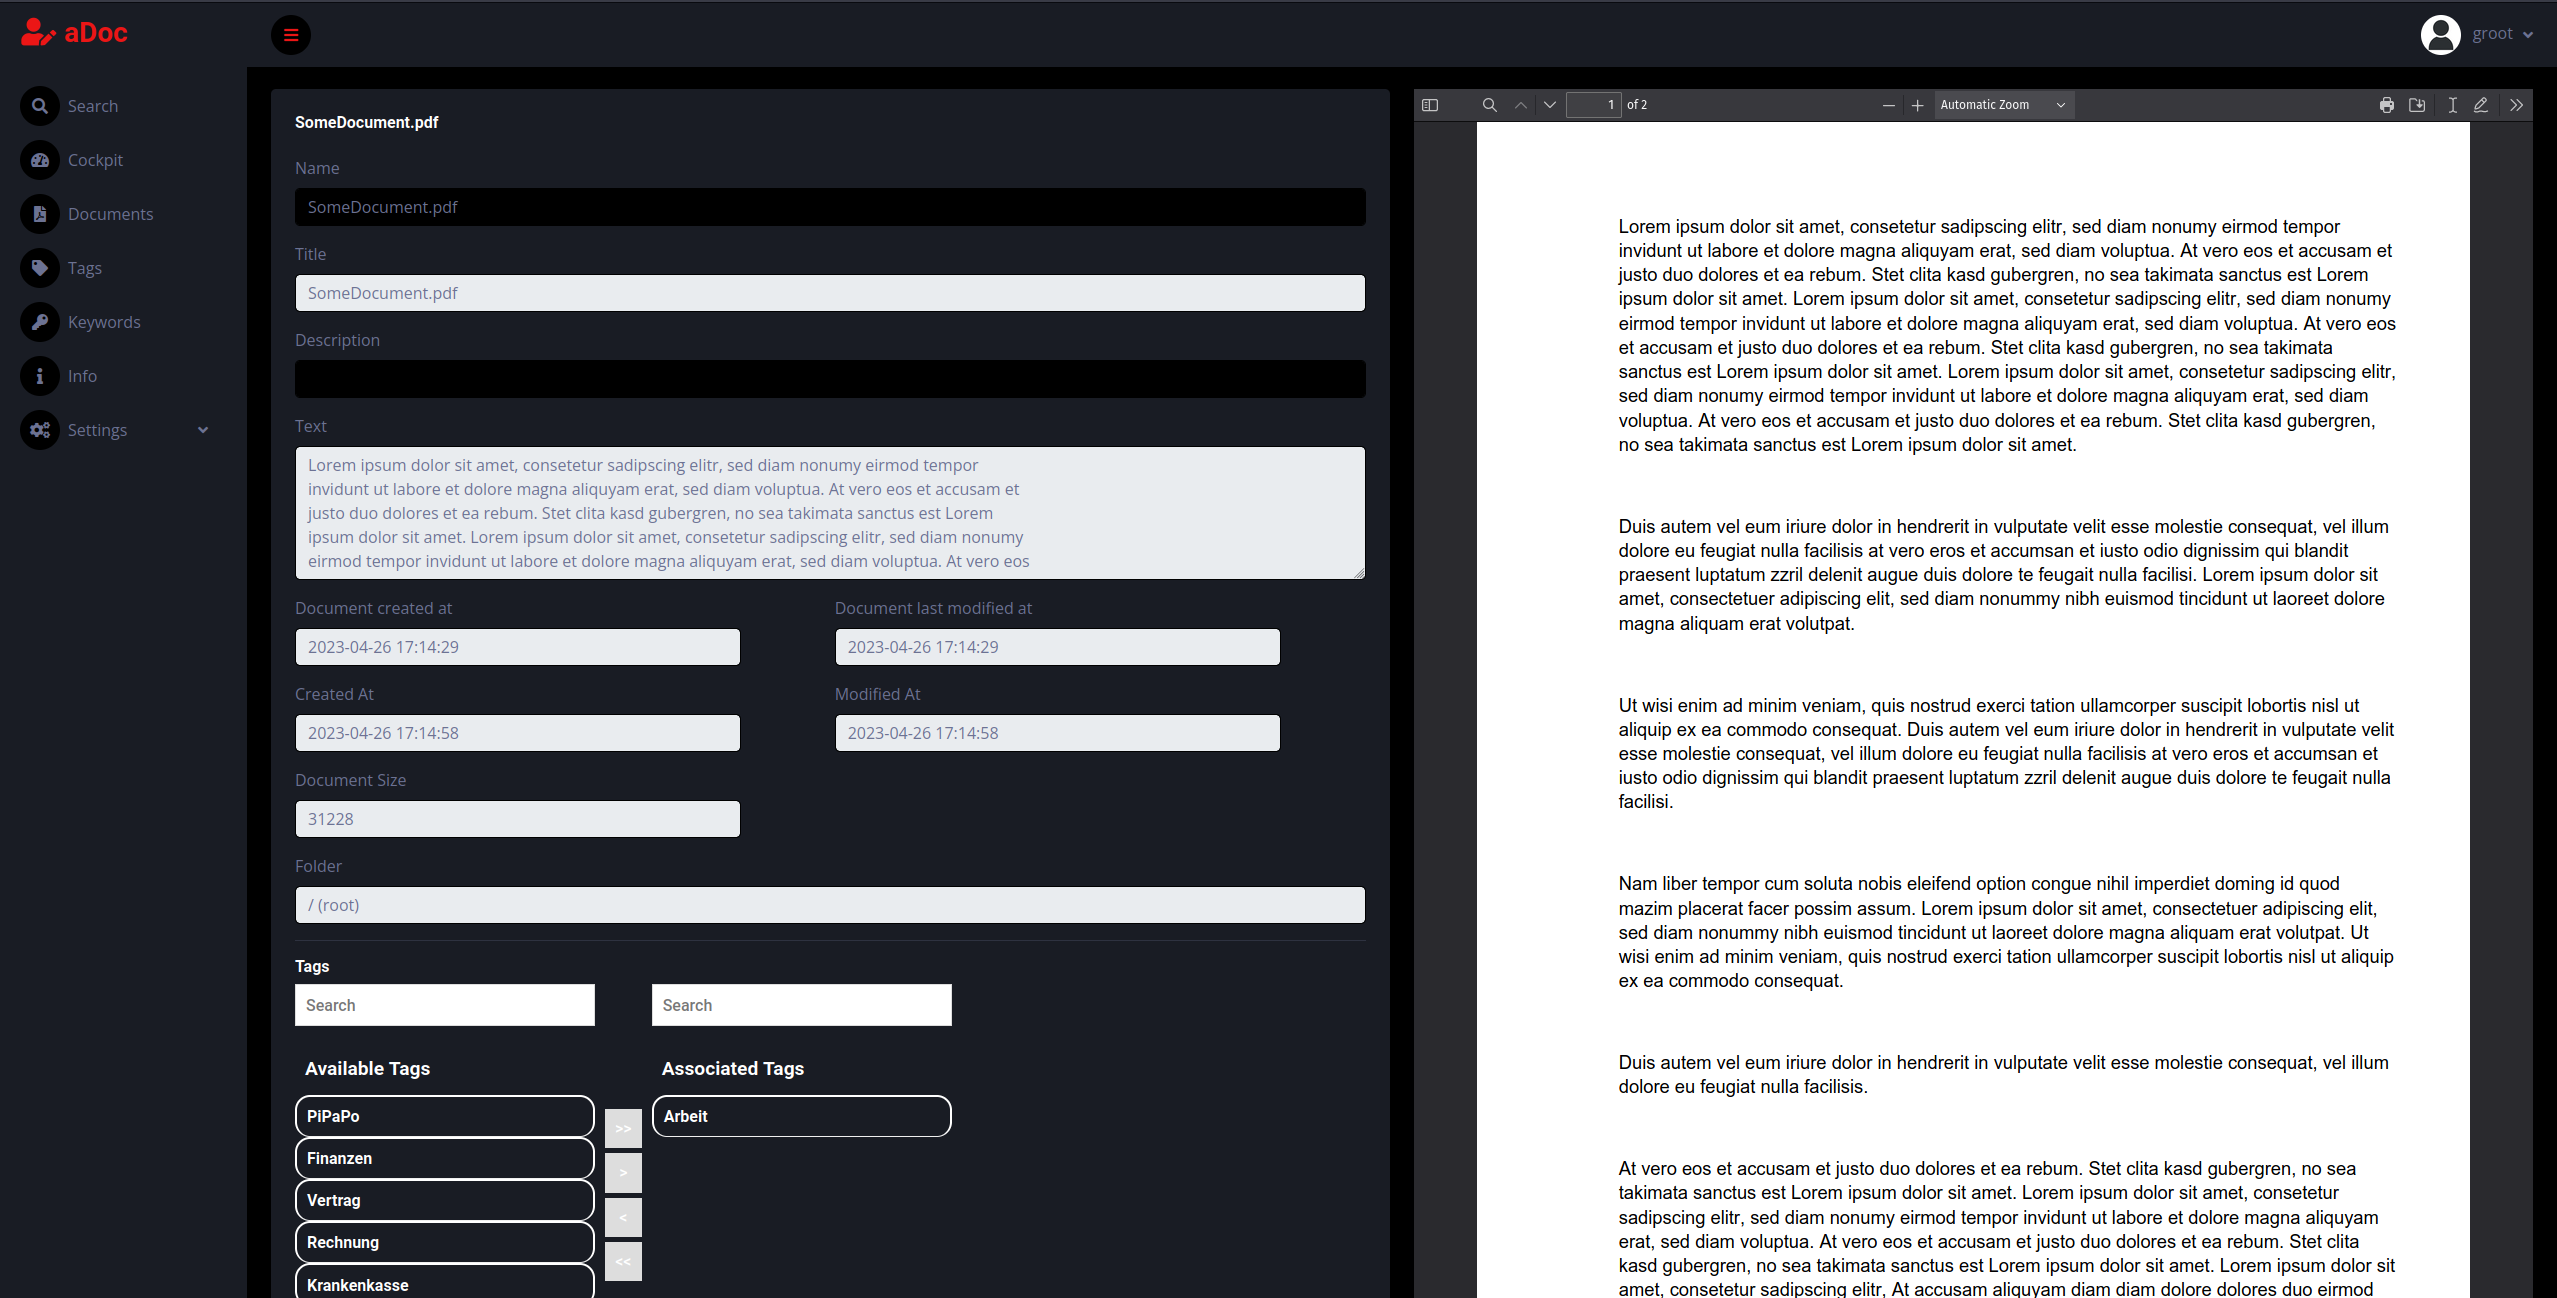 aDoc
groot
Search
Cockpit
Documents
Tags
Keywords
Info
Settings
SomeDocument.pdf
Name
SomeDocument.pdf
Title
SomeDocument.pdf
Description
Text
Lorem ipsum dolor sit amet, consetetur sadipscing elitr, sed diam nonumy eirmod tempor
invidunt ut labore et dolore magna aliquyam erat, sed diam voluptua. At vero eos et accusam et
justo duo dolores et ea rebum. Stet clita kasd gubergren, no sea takimata sanctus est Lorem
ipsum dolor sit amet. Lorem ipsum dolor sit amet, consetetur sadipscing elitr, sed diam nonumy
eirmod tempor invidunt ut labore et dolore magna aliquyam erat, sed diam voluptua. At vero eos
Document created at
Document last modified at
2023-04-26 17:14:29
2023-04-26 17:14:29
Created At
Modified At
2023-04-26 17:14:58
2023-04-26 17:14:58
Document Size
31228
Folder
/ (root)
Tags
Search
Search
Available Tags
Associated Tags
PiPaPo
Finanzen
Vertrag
Rechnung
Krankenkasse
>>
>
<
<<
Arbeit
1 of 2
Automatic Zoom
Lorem ipsum dolor sit amet, consetetur sadipscing elitr, sed diam nonumy eirmod tempor
invidunt ut labore et dolore magna aliquyam erat, sed diam voluptua. At vero eos et accusam et
justo duo dolores et ea rebum. Stet clita kasd gubergren, no sea takimata sanctus est Lorem
ipsum dolor sit amet. Lorem ipsum dolor sit amet, consetetur sadipscing elitr, sed diam nonumy
eirmod tempor invidunt ut labore et dolore magna aliquyam erat, sed diam voluptua. At vero eos
et accusam et justo duo dolores et ea rebum. Stet clita kasd gubergren, no sea takimata
sanctus est Lorem ipsum dolor sit amet. Lorem ipsum dolor sit amet, consetetur sadipscing elitr,
sed diam nonumy eirmod tempor invidunt ut labore et dolore magna aliquyam erat, sed diam
voluptua. At vero eos et accusam et justo duo dolores et ea rebum. Stet clita kasd gubergren,
no sea takimata sanctus est Lorem ipsum dolor sit amet.
Duis autem vel eum iriure dolor in hendrerit in vulputate velit esse molestie consequat, vel illum
dolore eu feugiat nulla facilisis at vero eros et accumsan et iusto odio dignissim qui blandit
praesent luptatum zzril delenit augue duis dolore te feugait nulla facilisi. Lorem ipsum dolor sit
amet, consectetuer adipiscing elit, sed diam nonummy nibh euismod tincidunt ut laoreet dolore
magna aliquam erat volutpat.
Ut wisi enim ad minim veniam, quis nostrud exerci tation ullamcorper suscipit lobortis nisl ut
aliquip ex ea commodo consequat. Duis autem vel eum iriure dolor in hendrerit in vulputate velit
esse molestie consequat, vel illum dolore eu feugiat nulla facilisis at vero eros et accumsan et
iusto odio dignissim qui blandit praesent luptatum zzril delenit augue duis dolore te feugait nulla
facilisi.
Nam liber tempor cum soluta nobis eleifend option congue nihil imperdiet doming id quod
mazim placerat facer possim assum. Lorem ipsum dolor sit amet, consectetuer adipiscing elit,
sed diam nonummy nibh euismod tincidunt ut laoreet dolore magna aliquam erat volutpat. Ut
wisi enim ad minim veniam, quis nostrud exerci tation ullamcorper suscipit lobortis nisl ut aliquip
ex ea commodo consequat.
Duis autem vel eum iriure dolor in hendrerit in vulputate velit esse molestie consequat, vel illum
dolore eu feugiat nulla facilisis.
At vero eos et accusam et justo duo dolores et ea rebum. Stet clita kasd gubergren, no sea
takimata sanctus est Lorem ipsum dolor sit amet. Lorem ipsum dolor sit amet, consetetur
sadipscing elitr, sed diam nonumy eirmod tempor invidunt ut labore et dolore magna aliquyam
erat, sed diam voluptua. At vero eos et accusam et justo duo dolores et ea rebum. Stet clita
kasd gubergren, no sea takimata sanctus est Lorem ipsum dolor sit amet. Lorem ipsum dolor sit
amet, consetetur sadipscing elitr, At accusam aliquyam diam diam dolore dolores duo eirmod